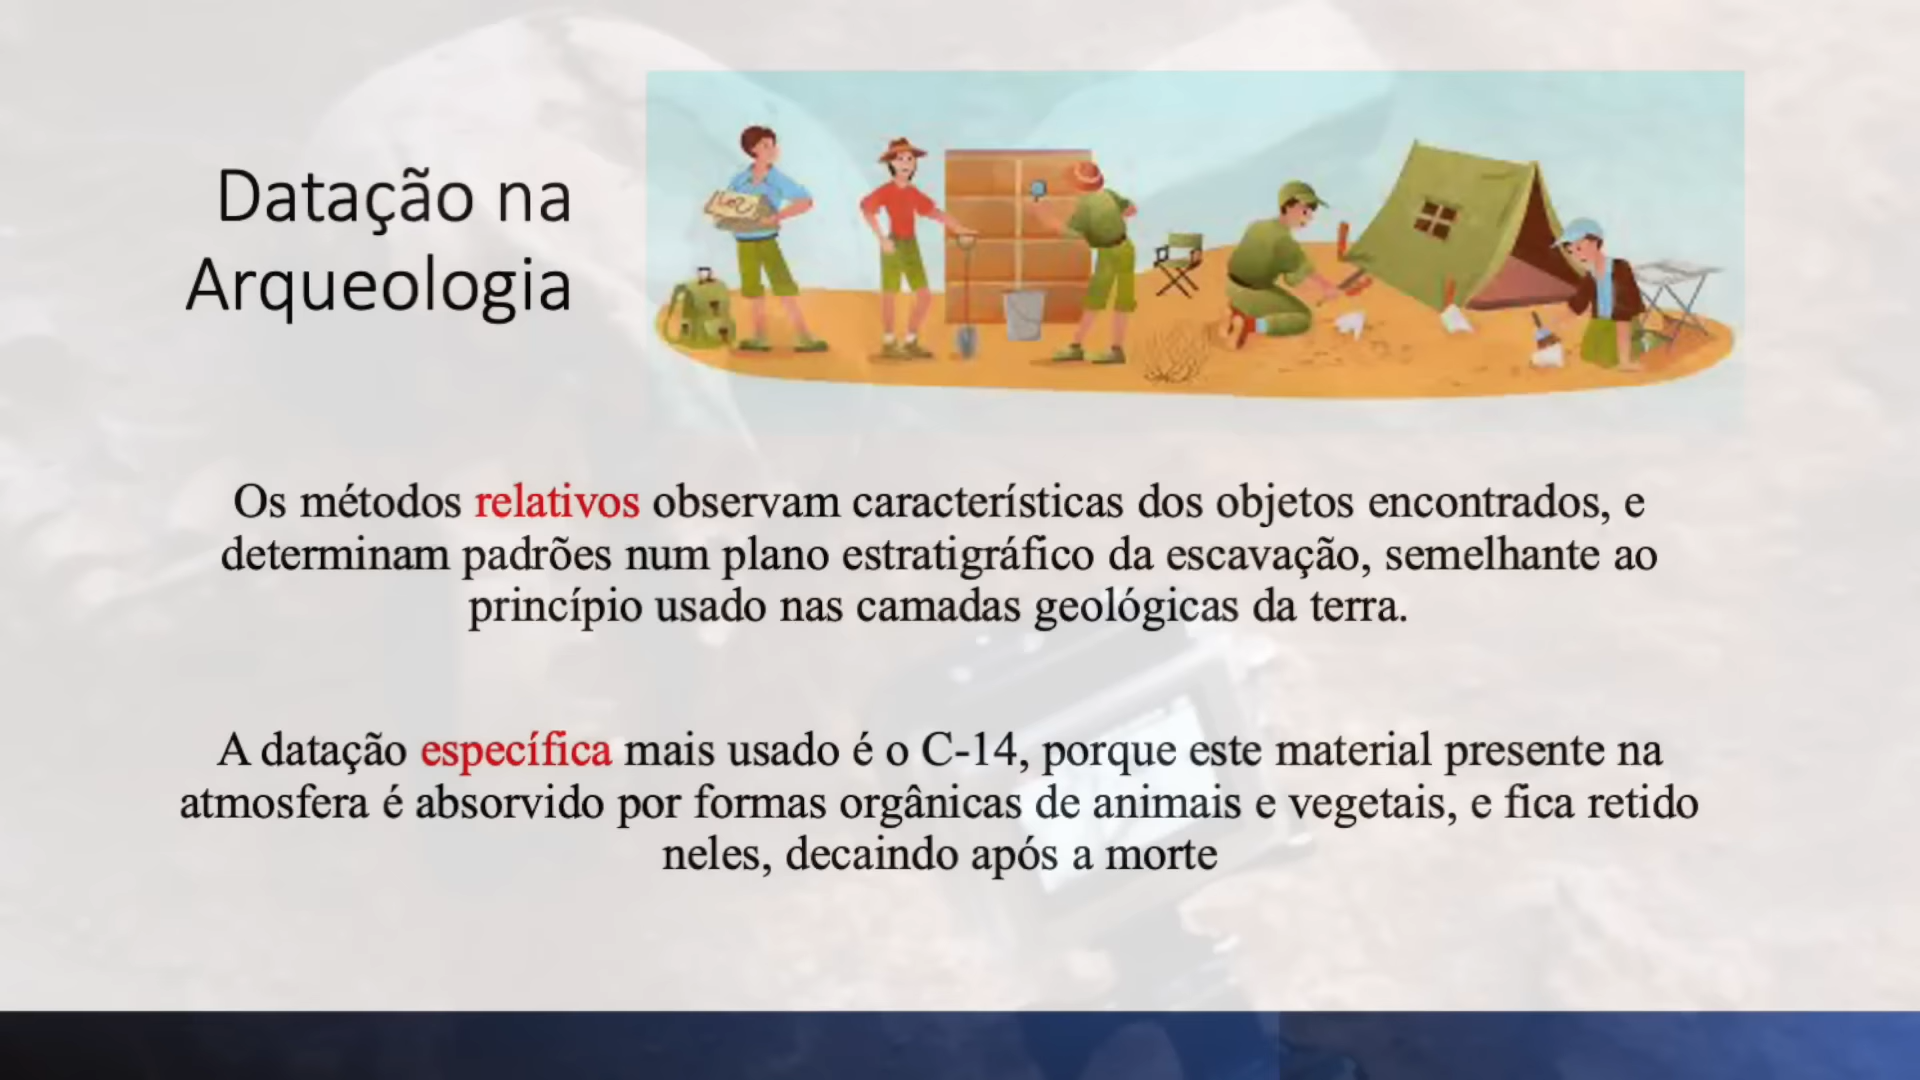 Datação na
Arqueologia
Os métodos relativos observam características dos objetos encontrados, e
determinam padrões num plano estratigráfico da escavação, semelhante ao
princípio usado nas camadas geológicas da terra.
A datação específica mais usado é o C-14, porque este material presente na
atmosfera é absorvido por formas orgânicas de animais e vegetais, e fica retido
neles, decaindo após a morte